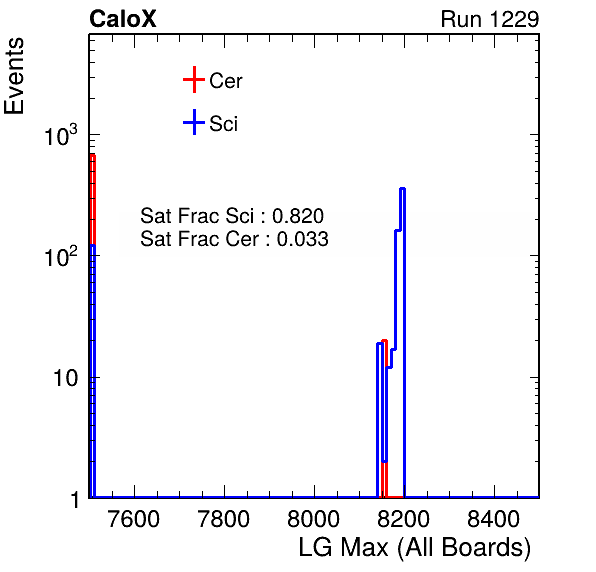 CaloX Run 1229
Events
Cer
Sci
Sat Frac Sci : 0.820
Sat Frac Cer : 0.033
10³
10²
10
1
7600 7800 8000 8200 8400
LG Max (All Boards)